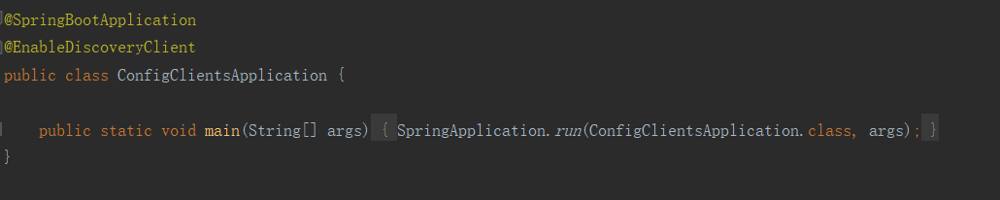 @SpringBootApplication
@EnableDiscoveryClient
public class ConfigClientsApplication {
public static void main(String[] args) { SpringApplication.run(ConfigClientsApplication.class, args); }
}